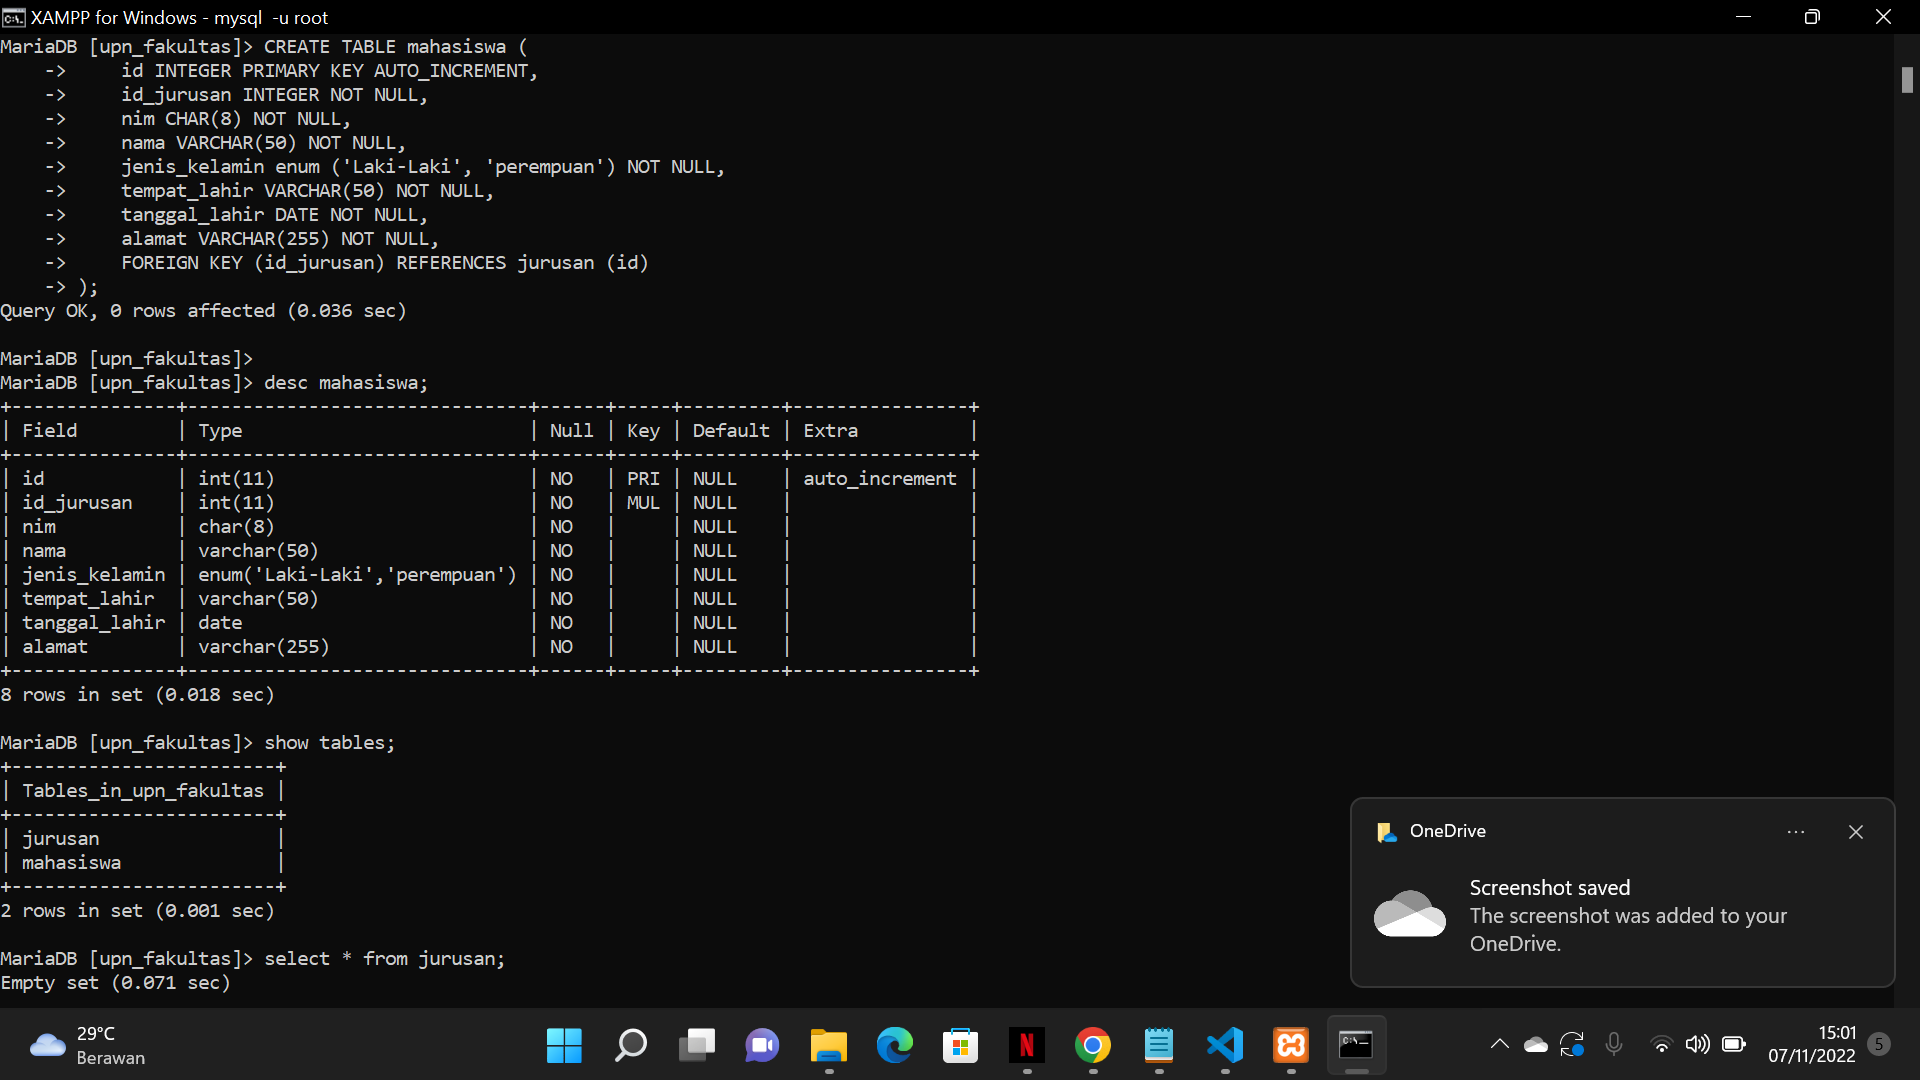 XAMPP for Windows - mysql  -u root
MariaDB [upn_fakultas]> CREATE TABLE mahasiswa (
    ->     id INTEGER PRIMARY KEY AUTO_INCREMENT,
    ->     id_jurusan INTEGER NOT NULL,
    ->     nim CHAR(8) NOT NULL,
    ->     nama VARCHAR(50) NOT NULL,
    ->     jenis_kelamin enum ('Laki-Laki', 'perempuan') NOT NULL,
    ->     tempat_lahir VARCHAR(50) NOT NULL,
    ->     tanggal_lahir DATE NOT NULL,
    ->     alamat VARCHAR(255) NOT NULL,
    ->     FOREIGN KEY (id_jurusan) REFERENCES jurusan (id)
    -> );
Query OK, 0 rows affected (0.036 sec)

MariaDB [upn_fakultas]>
MariaDB [upn_fakultas]> desc mahasiswa;
+---------------+-------------------------------+------+-----+---------+----------------+
| Field         | Type                          | Null | Key | Default | Extra          |
+---------------+-------------------------------+------+-----+---------+----------------+
| id            | int(11)                       | NO   | PRI | NULL    | auto_increment |
| id_jurusan    | int(11)                       | NO   | MUL | NULL    |                |
| nim           | char(8)                       | NO   |     | NULL    |                |
| nama          | varchar(50)                   | NO   |     | NULL    |                |
| jenis_kelamin | enum('Laki-Laki','perempuan') | NO   |     | NULL    |                |
| tempat_lahir  | varchar(50)                   | NO   |     | NULL    |                |
| tanggal_lahir | date                          | NO   |     | NULL    |                |
| alamat        | varchar(255)                  | NO   |     | NULL    |                |
+---------------+-------------------------------+------+-----+---------+----------------+
8 rows in set (0.018 sec)

MariaDB [upn_fakultas]> show tables;
+------------------------+
| Tables_in_upn_fakultas |
+------------------------+
| jurusan                |
| mahasiswa              |
+------------------------+
2 rows in set (0.001 sec)

MariaDB [upn_fakultas]> select * from jurusan;
Empty set (0.071 sec)
OneDrive
Screenshot saved
The screenshot was added to your
OneDrive.
29°C
Berawan
15:01
07/11/2022
5